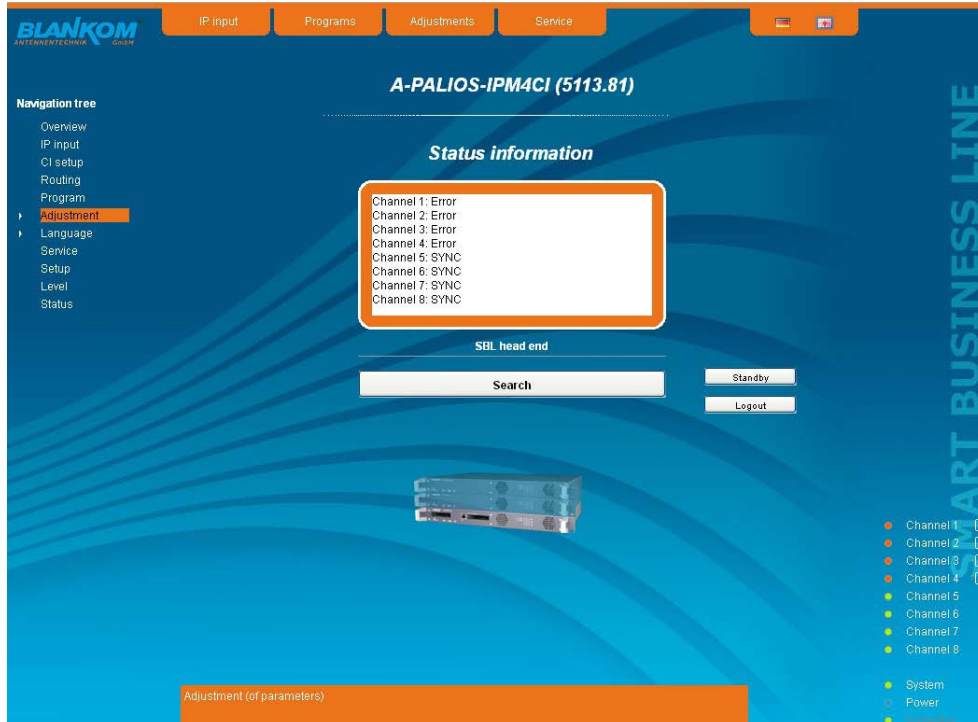 BLANKOM
ANTENNENTECHNIK GmbH
IP input
Programs
Adjustments
Service
A-PALIOS-IPM4CI (5113.81)
Navigation tree
Overview
IP input
CI setup
Routing
Program
Adjustment
Language
Service
Setup
Level
Status
Status information
Channel 1: Error
Channel 2: Error
Channel 3: Error
Channel 4: Error
Channel 5: SYNC
Channel 6: SYNC
Channel 7: SYNC
Channel 8: SYNC
SBL head end
Search
Standby
Logout
SMART BUSINESS LINE
Channel 1
Channel 2
Channel 3
Channel 4
Channel 5
Channel 6
Channel 7
Channel 8
System
Power
Adjustment (of parameters)